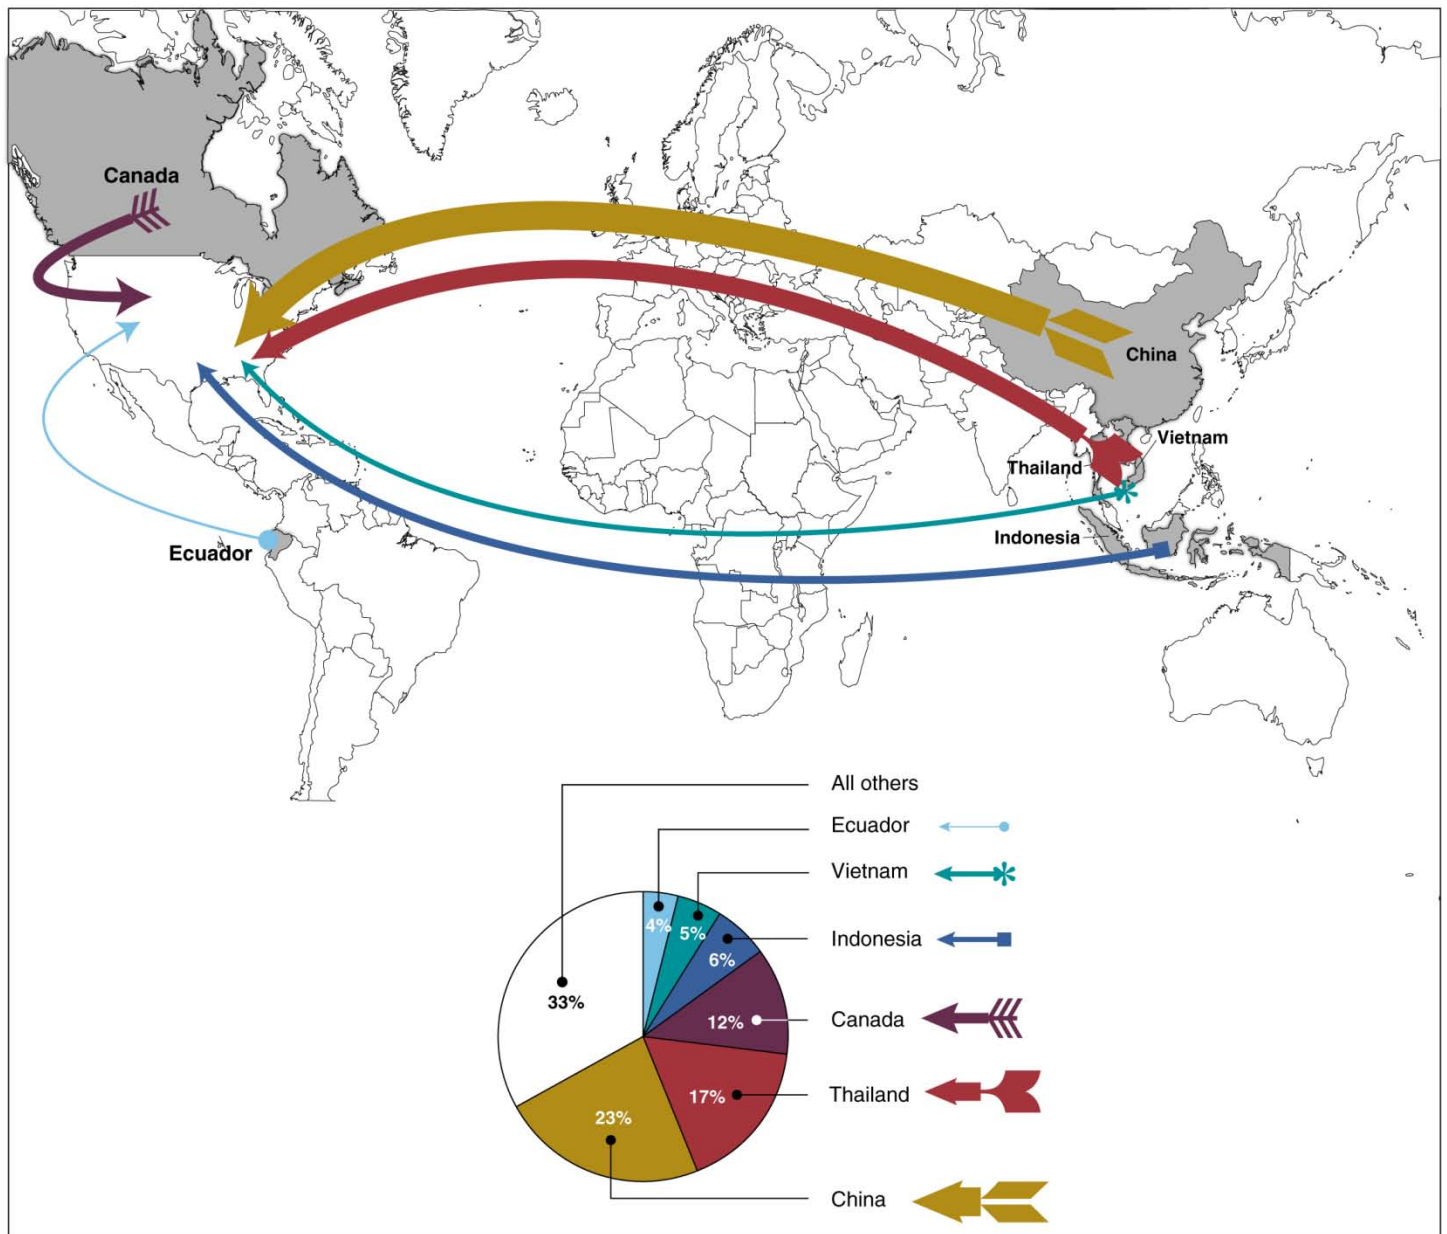 Canada
China
Vietnam
Thailand
Indonesia
Ecuador
All others
Ecuador
Vietnam
4%
5%
Indonesia
6%
33%
12%
Canada
17%
Thailand
23%
China